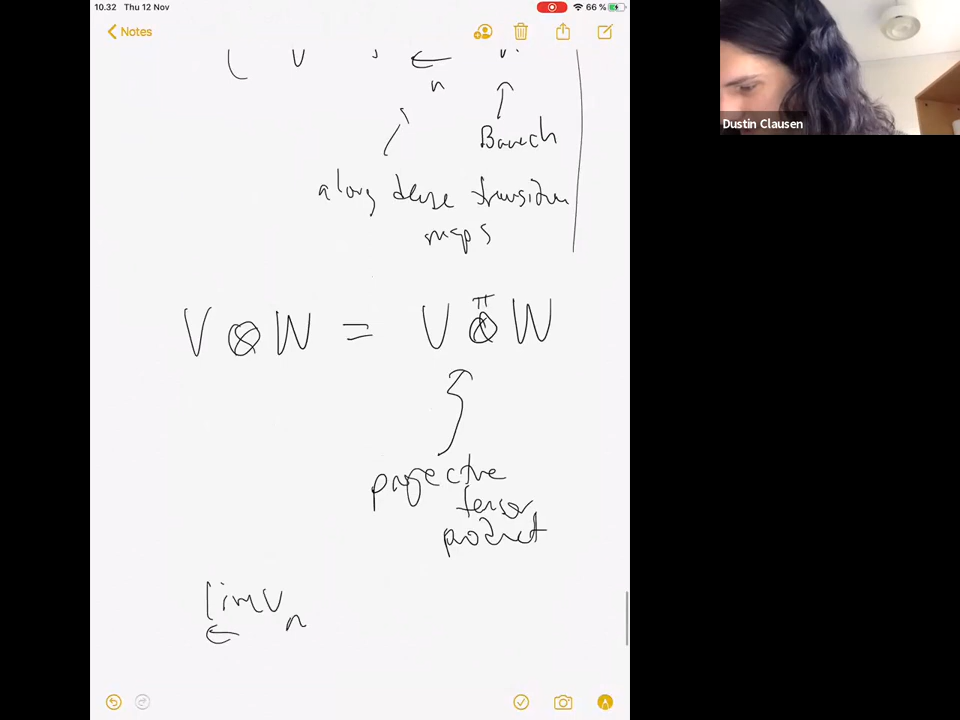 10.32 Thu 12 Nov
66 %
Notes
Dustin Clausen
n
Banach
along dense transition
maps
V ⊗ W = V ⊗^π W
projective
tensor
product
lim V_n
←